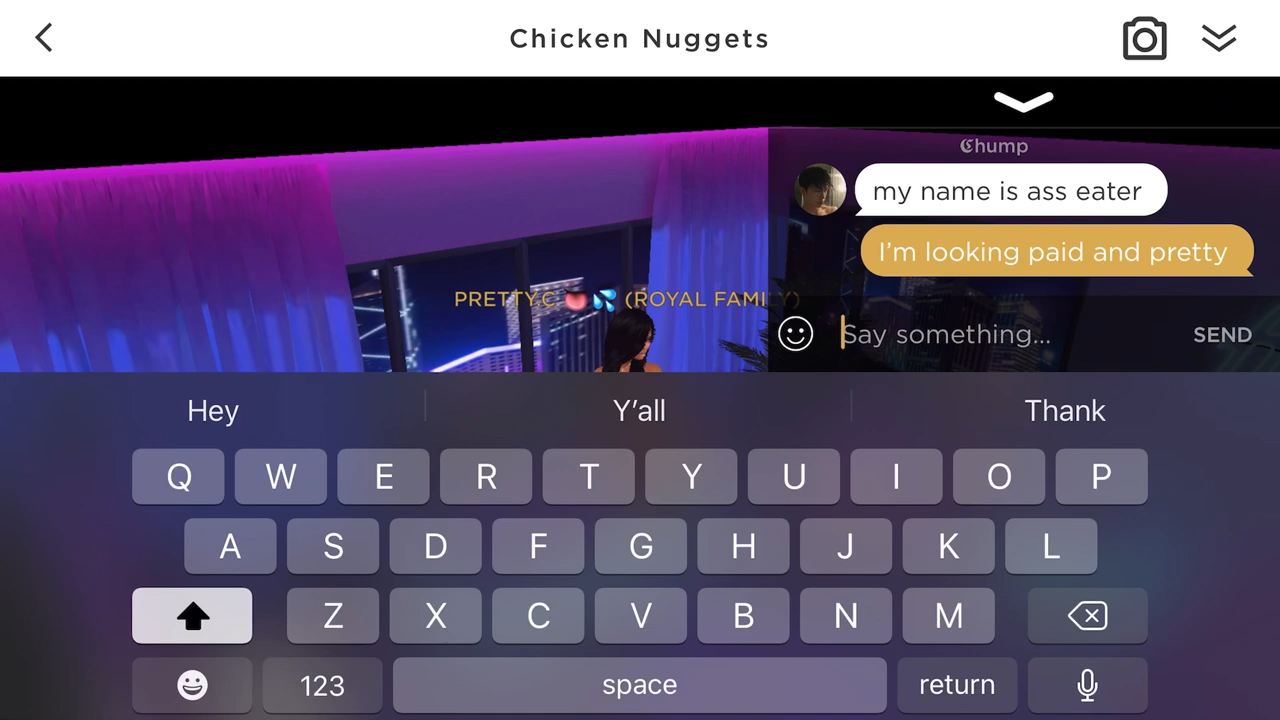 Chicken Nuggets
Chump
my name is ass eater
I'm looking paid and pretty
PRETTY.C 🍑💦 (ROYAL FAMILY)
Say something...
SEND
Hey
Y'all
Thank
Q W E R T Y U I O P
A S D F G H J K L
Z X C V B N M
123
space
return